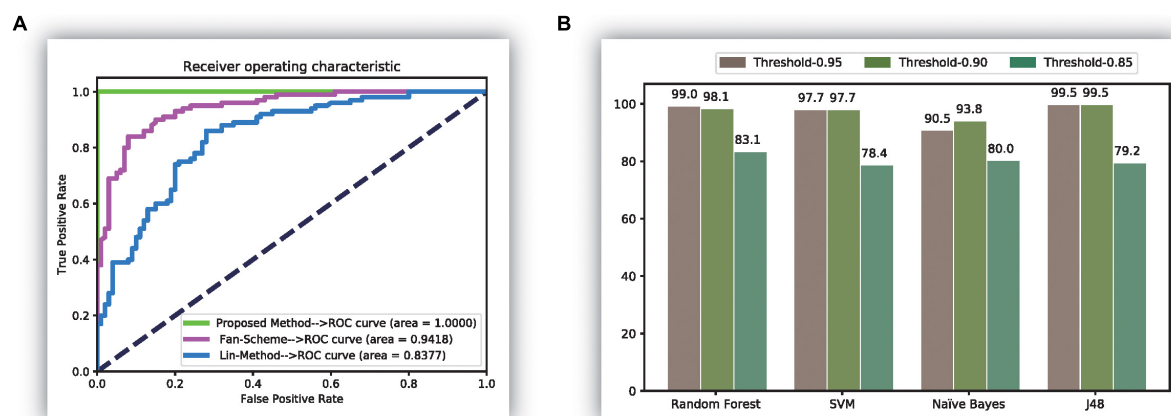 A
Receiver operating characteristic
True Positive Rate
1.0
0.8
0.6
0.4
0.2
0.0
Proposed Method-->ROC curve (area = 1.0000)
Fan-Scheme-->ROC curve (area = 0.9418)
Lin-Method-->ROC curve (area = 0.8377)
0.0 0.2 0.4 0.6 0.8 1.0
False Positive Rate
B
Threshold-0.95 Threshold-0.90 Threshold-0.85
100
80
60
40
20
0
99.0 98.1 83.1
97.7 97.7 78.4
90.5 93.8 80.0
99.5 99.5 79.2
Random Forest SVM Naïve Bayes J48